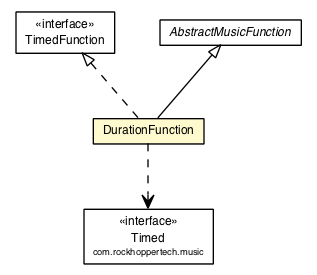 «interface»
TimedFunction
AbstractMusicFunction
DurationFunction
«interface»
Timed
com.rockhoppertech.music